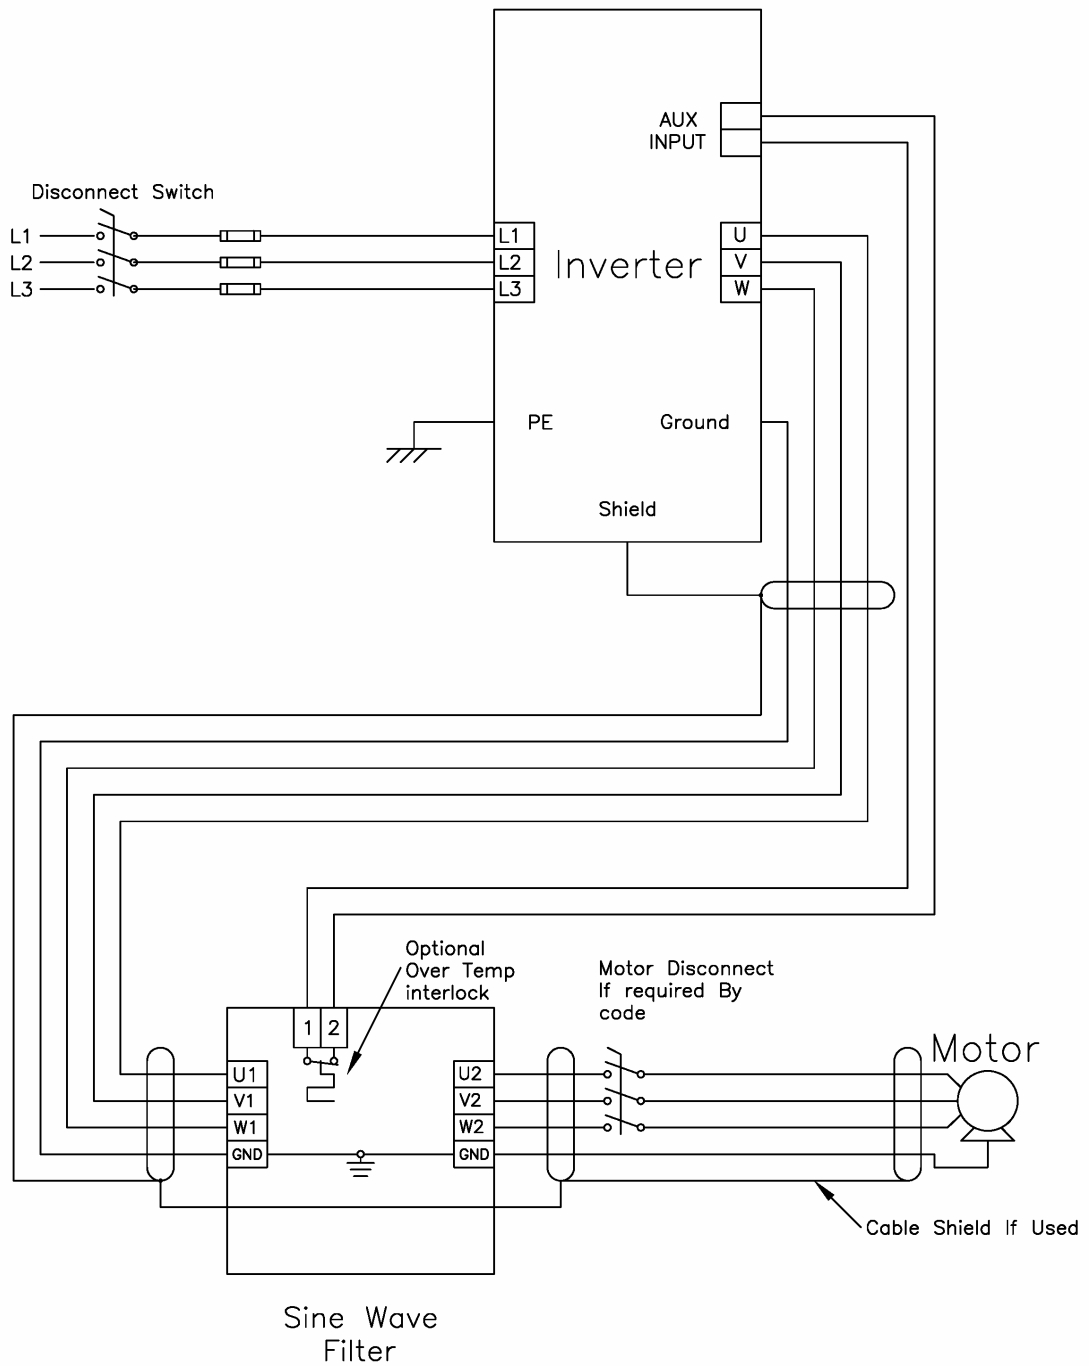 AUX
INPUT
Disconnect Switch
L1
L2
L3
L1
L2
L3
Inverter
U
V
W
PE
Ground
Shield
Optional
Over Temp
interlock
Motor Disconnect
If required By
code
1 2
Motor
U1
V1
W1
GND
U2
V2
W2
GND
Cable Shield If Used
Sine Wave
Filter